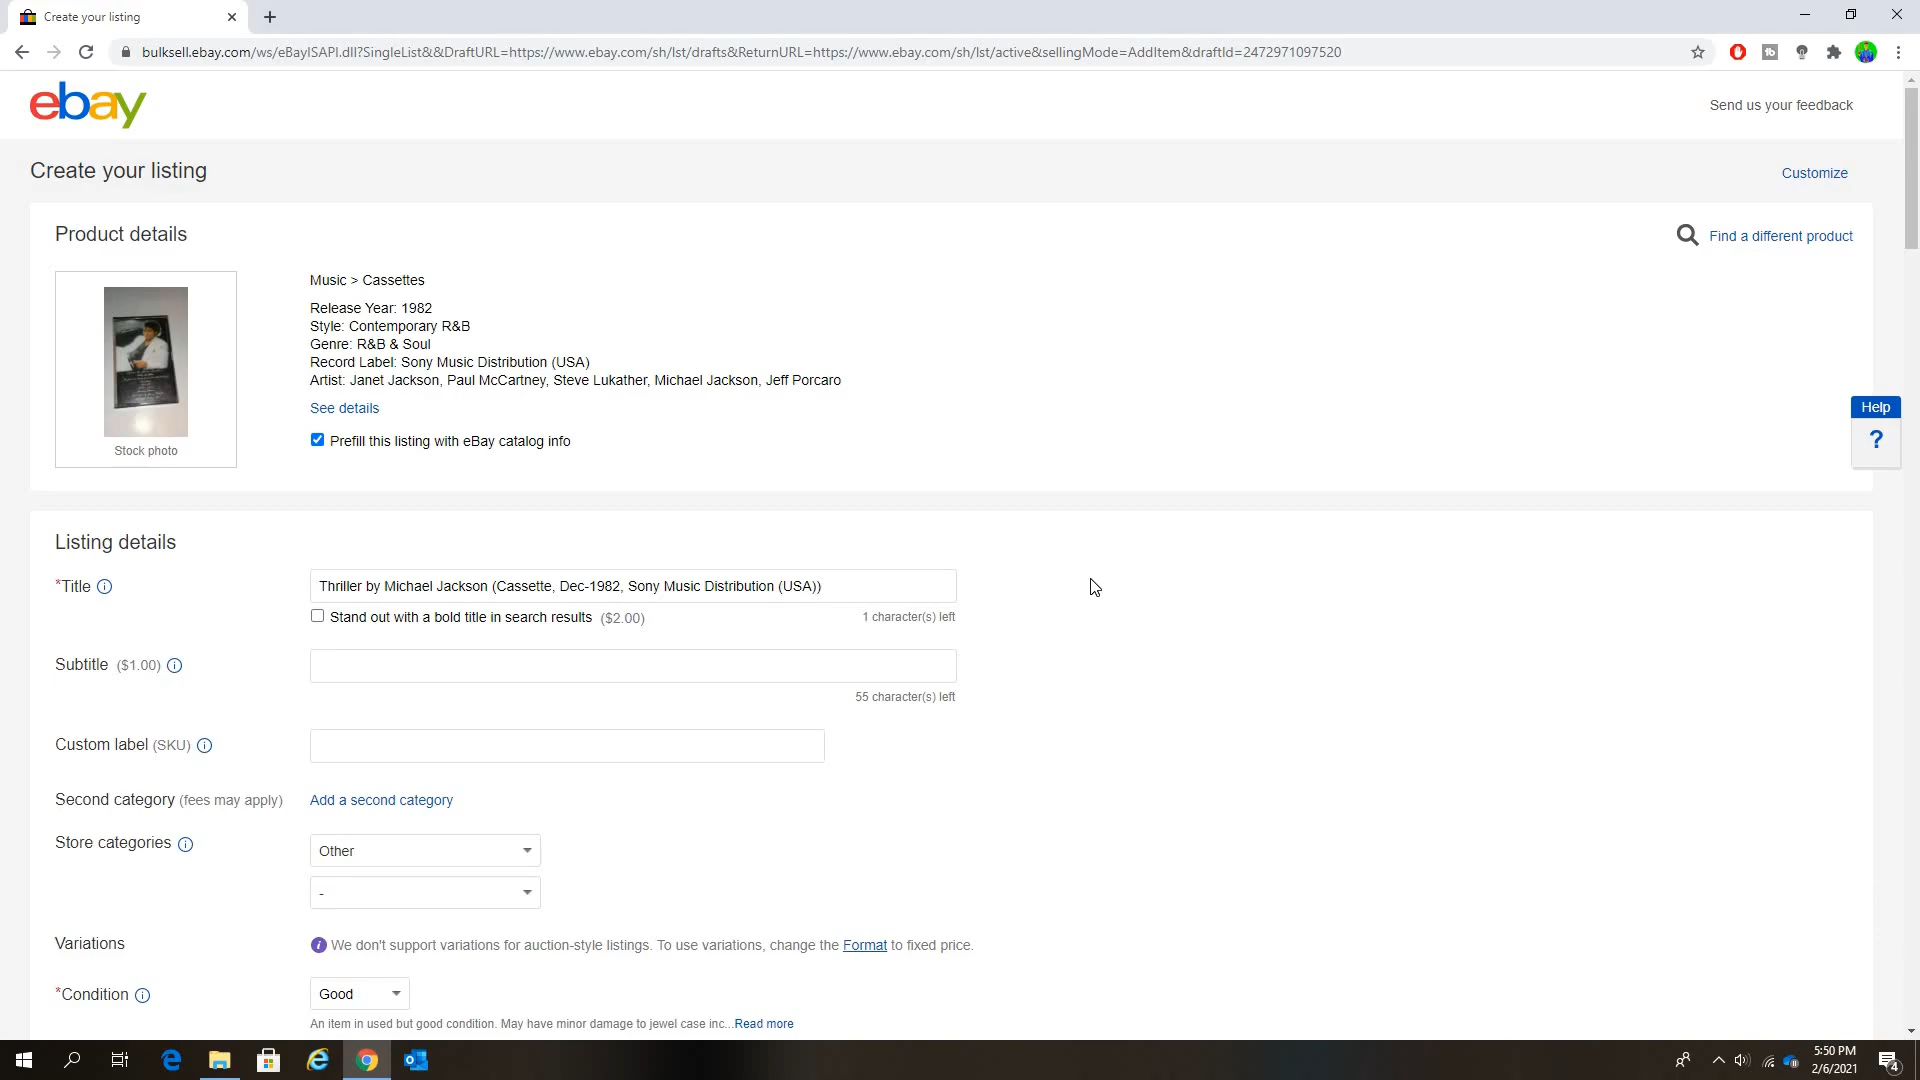 Create your listing
bulksell.ebay.com/ws/eBayISAPI.dll?SingleList&&DraftURL=https://www.ebay.com/sh/lst/drafts&ReturnURL=https://www.ebay.com/sh/lst/active&sellingMode=AddItem&draftId=2472971097520
ebay
Send us your feedback
Create your listing
Customize
Product details
Find a different product
Music > Cassettes
Release Year: 1982
Style: Contemporary R&B
Genre: R&B & Soul
Record Label: Sony Music Distribution (USA)
Artist: Janet Jackson, Paul McCartney, Steve Lukather, Michael Jackson, Jeff Porcaro
See details
Help
?
Prefill this listing with eBay catalog info
Stock photo
Listing details
*Title
Thriller by Michael Jackson (Cassette, Dec-1982, Sony Music Distribution (USA))
Stand out with a bold title in search results ($2.00)
1 character(s) left
Subtitle ($1.00)
55 character(s) left
Custom label (SKU)
Second category (fees may apply)
Add a second category
Store categories
Other
-
Variations
We don't support variations for auction-style listings. To use variations, change the Format to fixed price.
*Condition
Good
An item in used but good condition. May have minor damage to jewel case inc...Read more
5:50 PM
2/6/2021
4